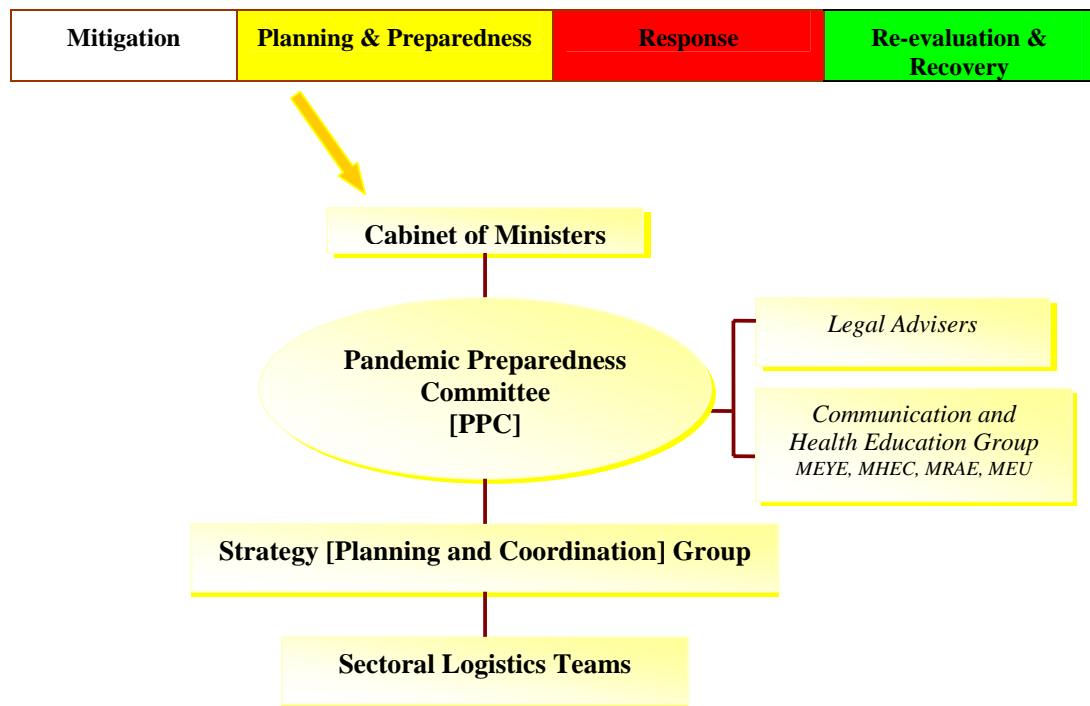 Mitigation
Planning & Preparedness
Response
Re-evaluation &
Recovery
Cabinet of Ministers
Pandemic Preparedness
Committee
[PPC]
Legal Advisers
Communication and
Health Education Group
MEYE, MHEC, MRAE, MEU
Strategy [Planning and Coordination] Group
Sectoral Logistics Teams